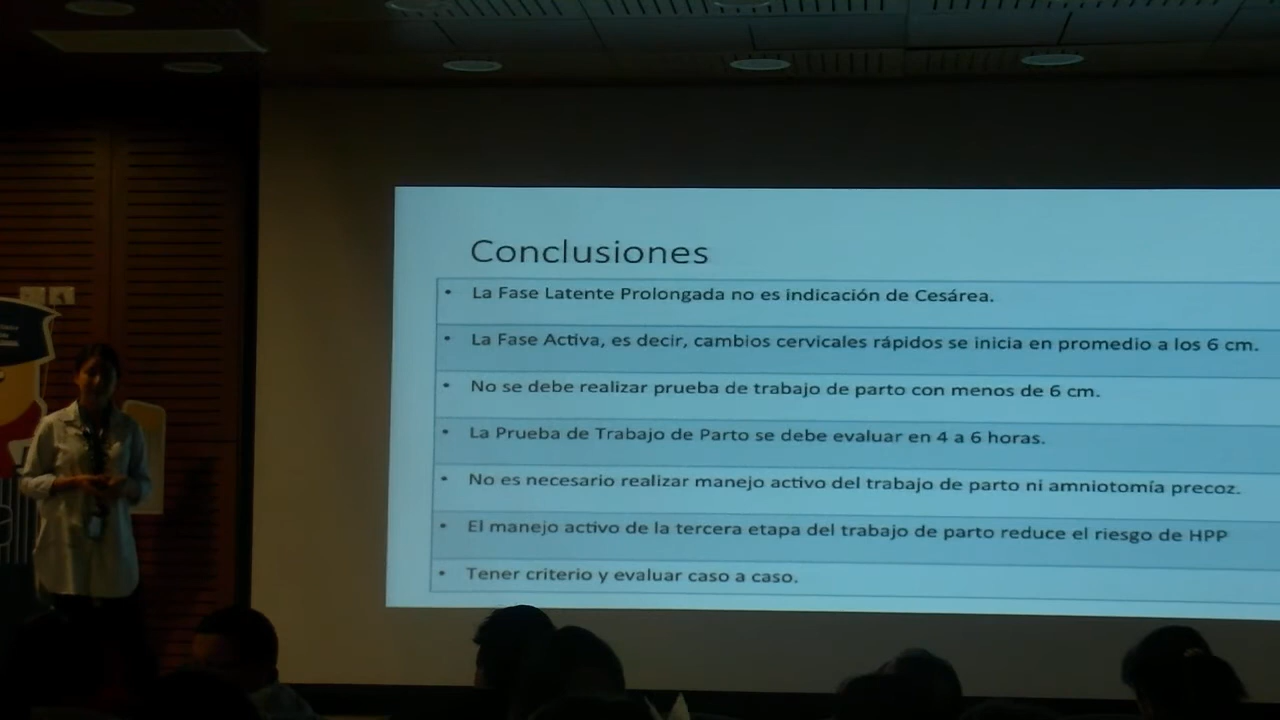 Conclusiones
• La Fase Latente Prolongada no es indicación de Cesárea.
• La Fase Activa, es decir, cambios cervicales rápidos se inicia en promedio a los 6 cm.
• No se debe realizar prueba de trabajo de parto con menos de 6 cm.
• La Prueba de Trabajo de Parto se debe evaluar en 4 a 6 horas.
• No es necesario realizar manejo activo del trabajo de parto ni amniotomía precoz.
• El manejo activo de la tercera etapa del trabajo de parto reduce el riesgo de HPP
• Tener criterio y evaluar caso a caso.